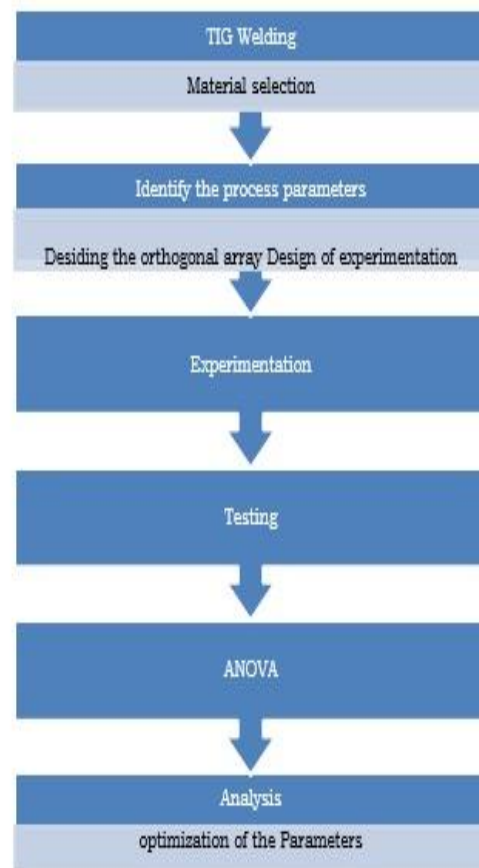 TIG Welding
Material selection
Identify the process parameters
Desiding the orthogonal array Design of experimentation
Experimentation
Testing
ANOVA
Analysis
optimization of the Parameters